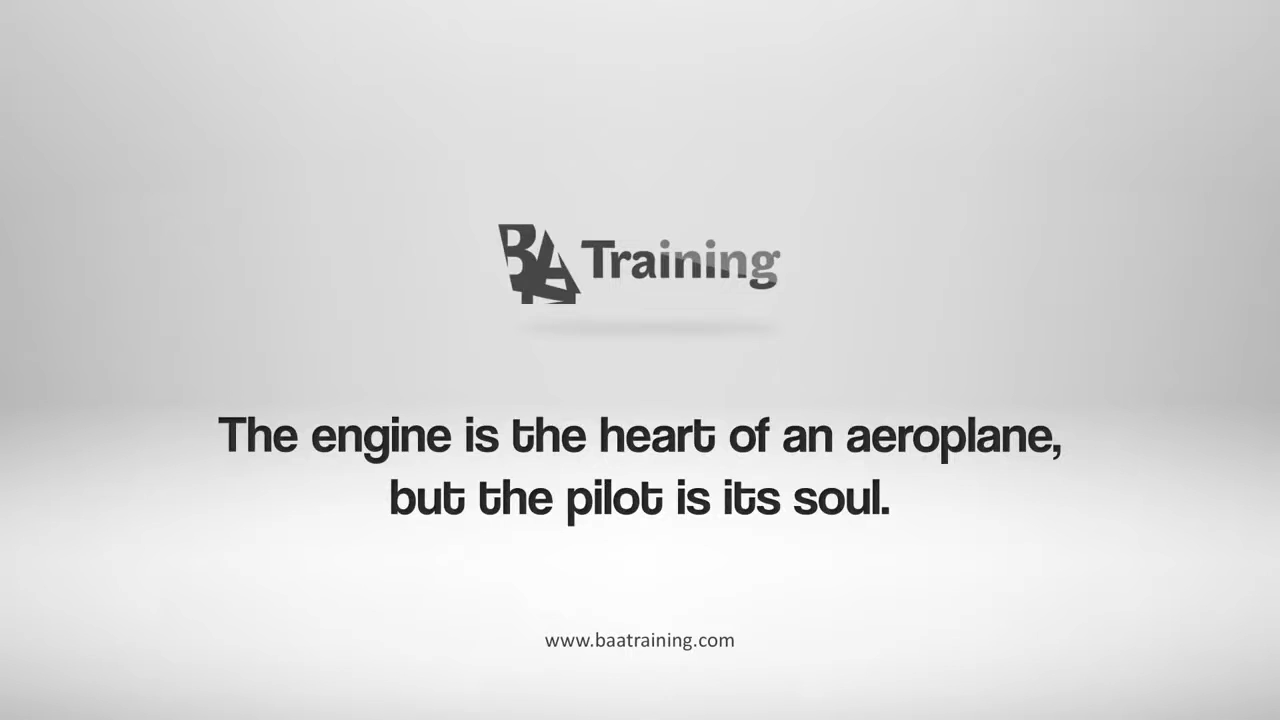 BAA Training
The engine is the heart of an aeroplane,
but the pilot is its soul.
www.baatraining.com